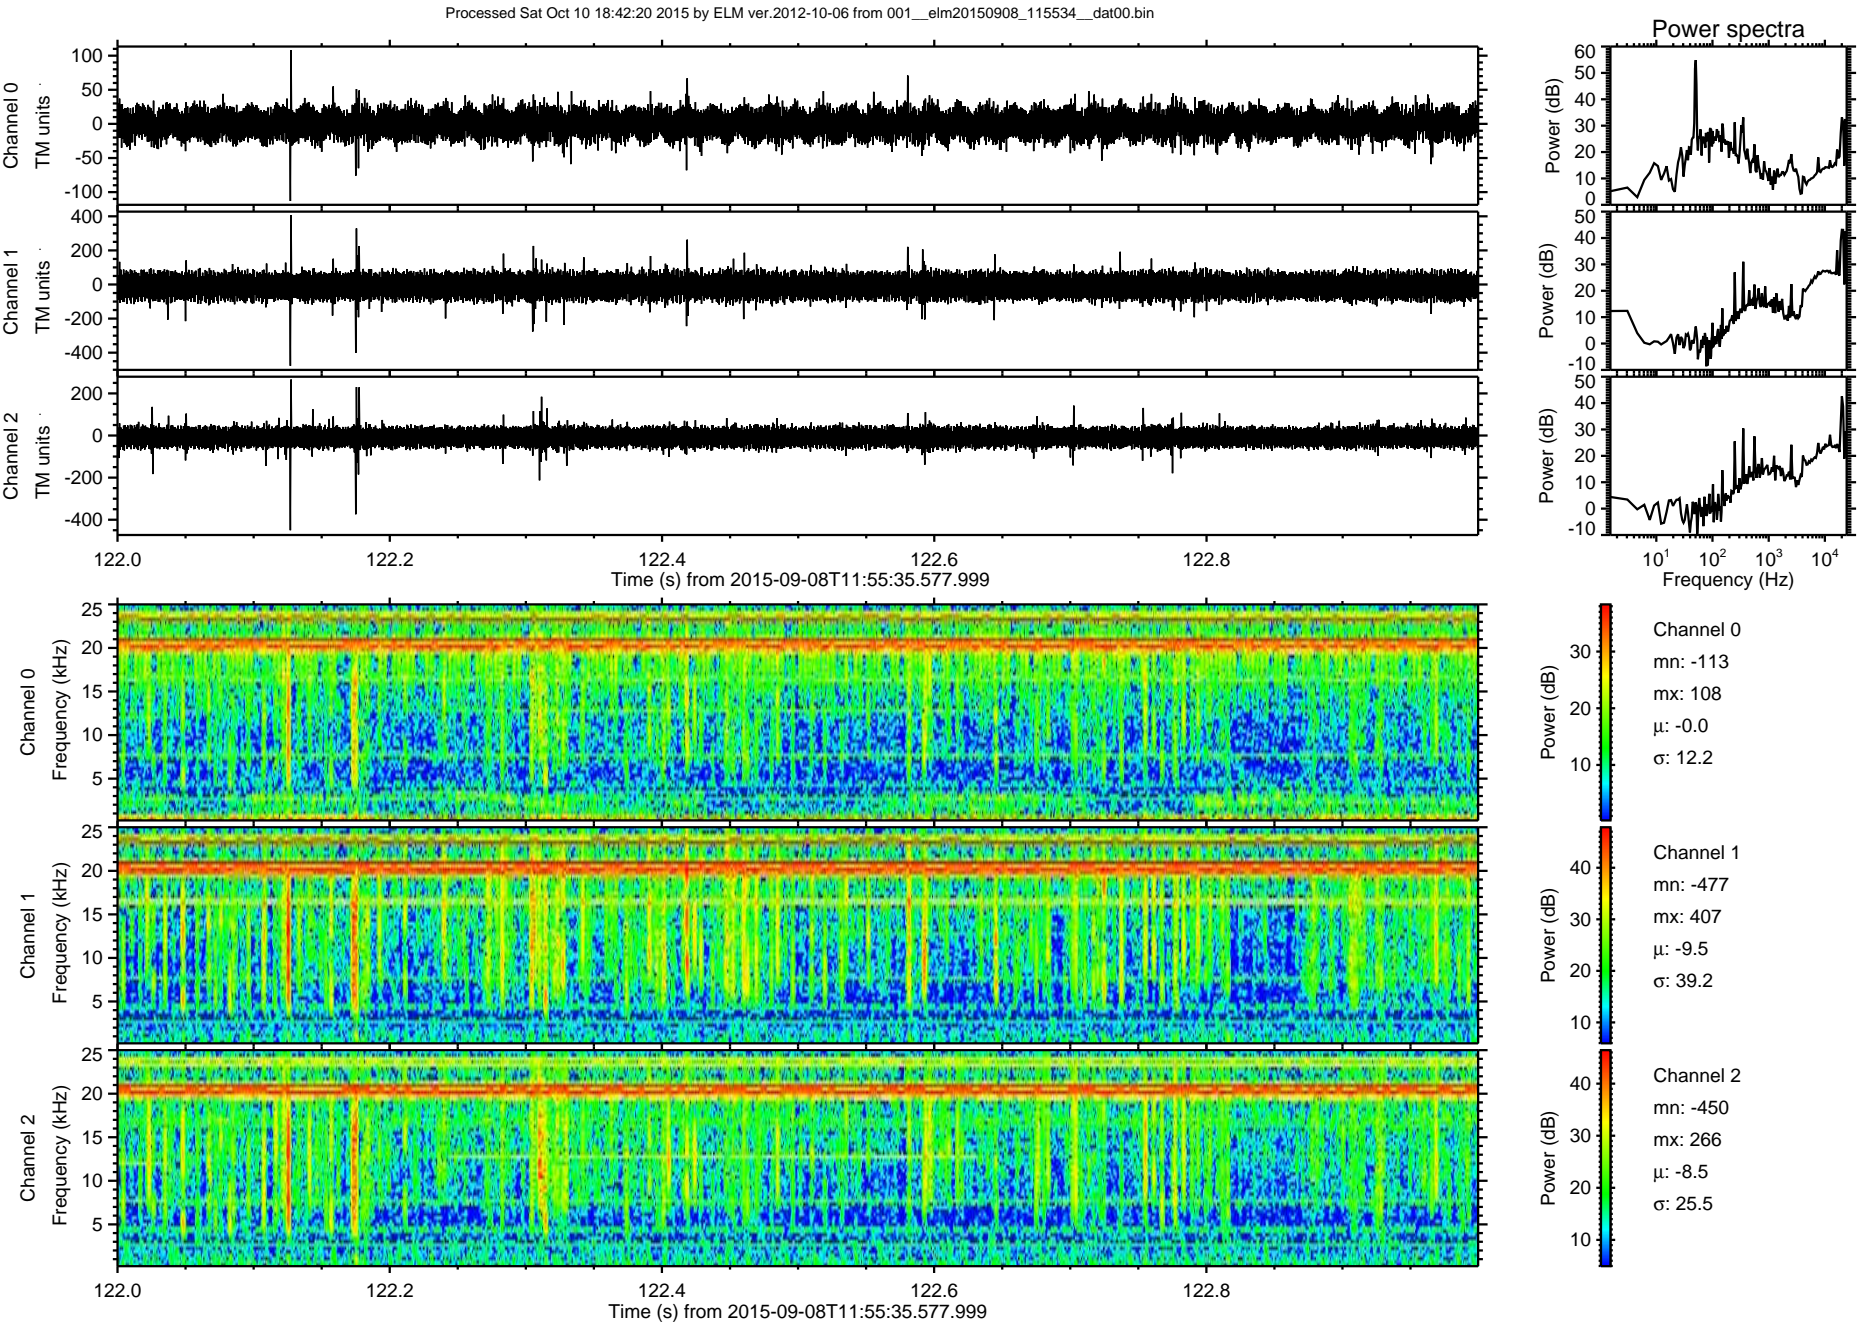 Processed Sat Oct 10 18:42:20 2015 by ELM ver.2012-10-06 from 001__elm20150908_115534__dat00.bin
Power spectra
Channel 0
TM units
100
50
0
-50
-100
Power (dB)
60
50
40
30
20
10
0
Channel 1
TM units
400
200
0
-200
-400
Power (dB)
50
40
30
20
10
0
-10
Channel 2
TM units
200
0
-200
-400
Power (dB)
50
40
30
20
10
0
-10
122.0 122.2 122.4 122.6 122.8
Time (s) from 2015-09-08T11:55:35.577.999
10¹ 10² 10³ 10⁴
Frequency (Hz)
Channel 0
Frequency (kHz)
25
20
15
10
5
Power (dB)
30
20
10
Channel 0
mn: -113
mx: 108
μ: -0.0
σ: 12.2
Channel 1
Frequency (kHz)
25
20
15
10
5
Power (dB)
40
30
20
10
Channel 1
mn: -477
mx: 407
μ: -9.5
σ: 39.2
Channel 2
Frequency (kHz)
25
20
15
10
5
Power (dB)
40
30
20
10
Channel 2
mn: -450
mx: 266
μ: -8.5
σ: 25.5
122.0 122.2 122.4 122.6 122.8
Time (s) from 2015-09-08T11:55:35.577.999